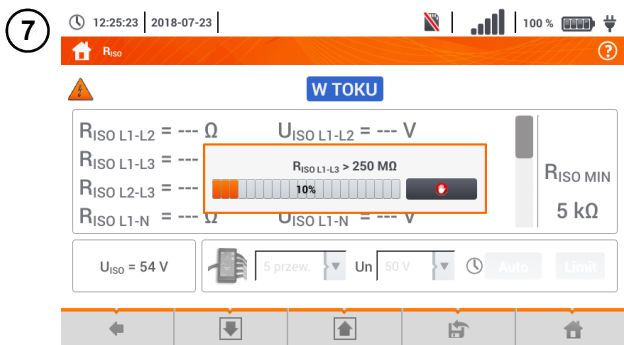 7
12:25:23 2018-07-23 100 %
RISO ?
W TOKU
RISO L1-L2 = --- Ω UISO L1-L2 = --- V
RISO L1-L3 = ---
RISO L2-L3 = ---
RISO L1-N = --- Ω UISO L1-N = --- V
RISO L1-L3 > 250 MΩ
10%
RISO MIN
5 kΩ
UISO = 54 V 5 przew. Un 50 V Auto Limit